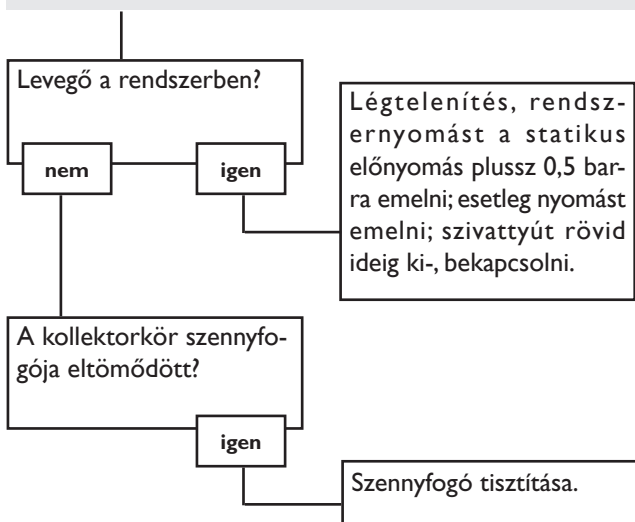 Levegő a rendszerben?
nem
igen
Légtelenítés, rendsz-
ernyomást a statikus
előnyomás plussz 0,5 bar-
ra emelni; esetleg nyomást
emelni; szivattyút rövid
ideig ki-, bekapcsolni.
A kollektorkör szennyfo-
gója eltömődött?
igen
Szennyfogó tisztítása.